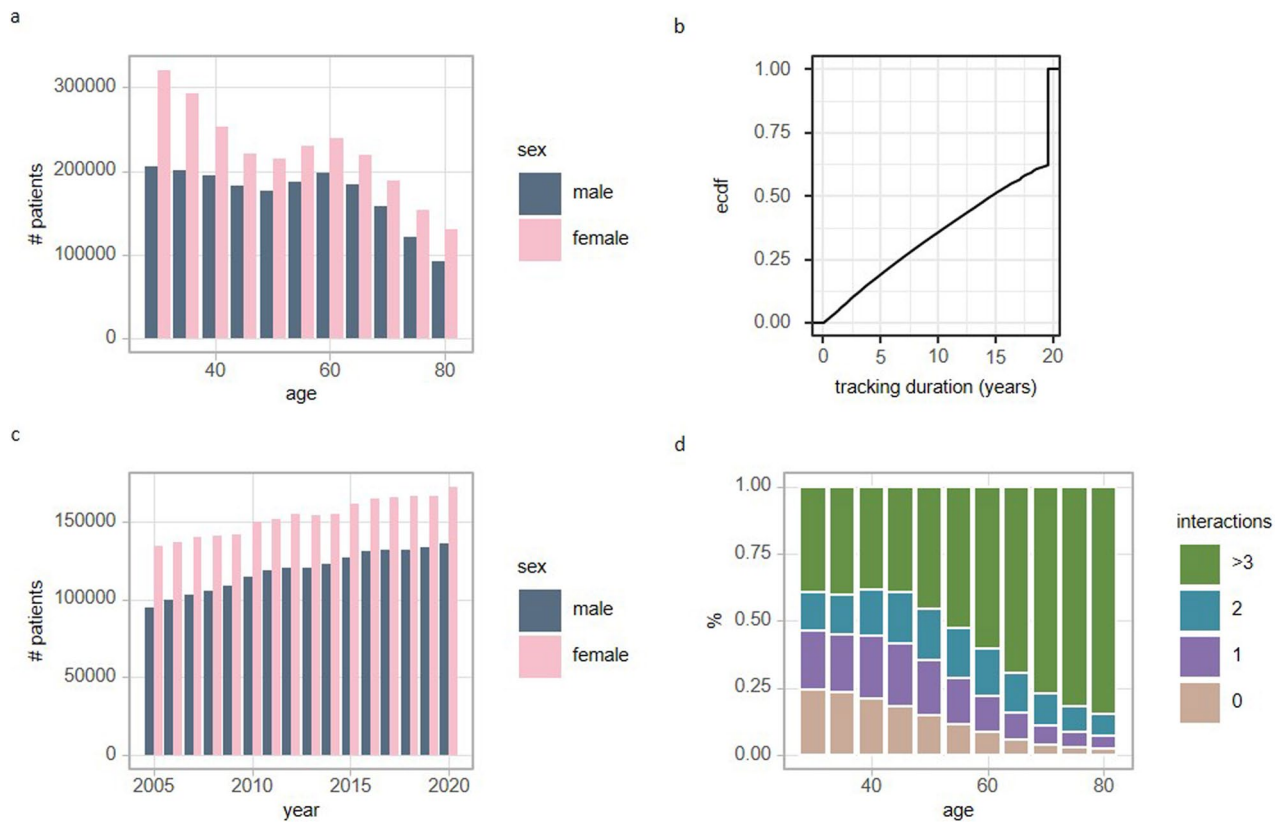 a
# patients
300000
200000
100000
0
40
60
80
age
sex
male
female
b
ecdf
1.00
0.75
0.50
0.25
0.00
0
5
10
15
20
tracking duration (years)
c
# patients
150000
100000
50000
0
2005
2010
2015
2020
year
sex
male
female
d
%
1.00
0.75
0.50
0.25
0.00
40
60
80
age
interactions
>3
2
1
0